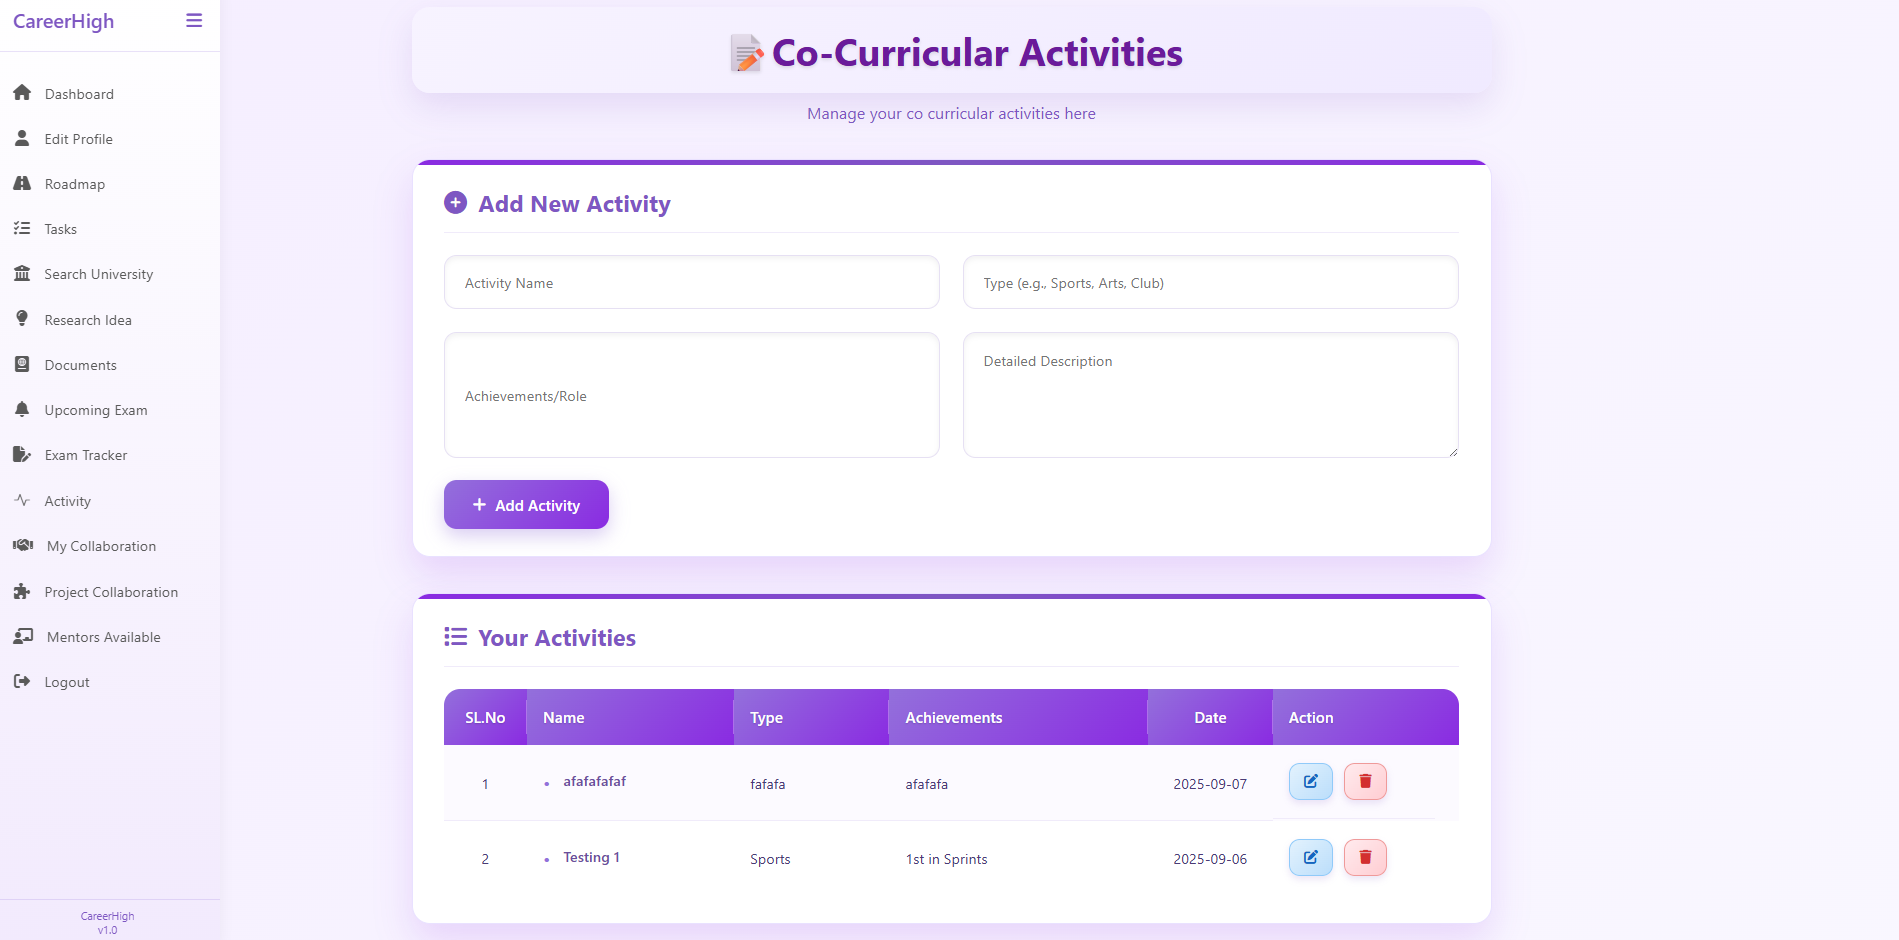 CareerHigh
Dashboard
Edit Profile
Roadmap
Tasks
Search University
Research Idea
Documents
Upcoming Exam
Exam Tracker
Activity
My Collaboration
Project Collaboration
Mentors Available
Logout
CareerHigh
v1.0
Co-Curricular Activities
Manage your co curricular activities here
Add New Activity
Activity Name
Type (e.g., Sports, Arts, Club)
Achievements/Role
Detailed Description
Add Activity
Your Activities
SL.No Name Type Achievements Date Action
1 • afafafafaf fafafa afafafa 2025-09-07
2 • Testing 1 Sports 1st in Sprints 2025-09-06